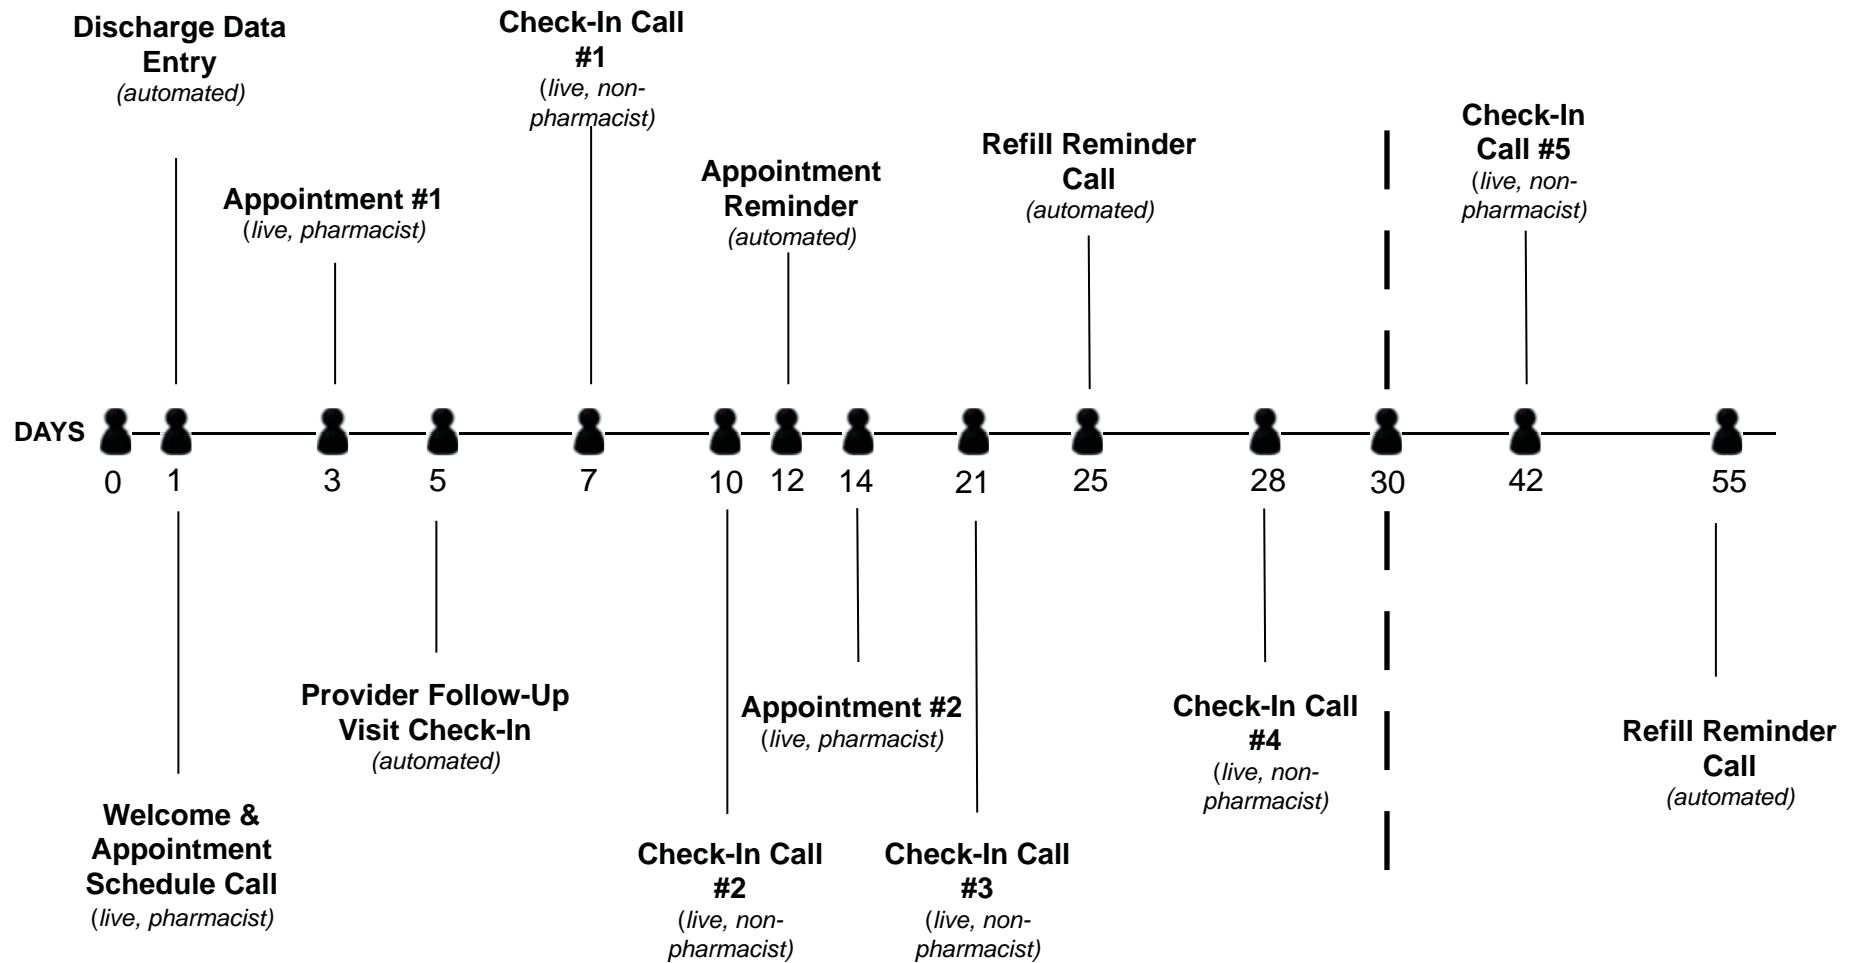 Discharge Data
Entry
(automated)
Appointment #1
(live, pharmacist)
Check-In Call
#1
(live, non-
pharmacist)
Appointment
Reminder
(automated)
Refill Reminder
Call
(automated)
Check-In
Call #5
(live, non-
pharmacist)
DAYS
0 1 3 5 7 10 12 14 21 25 28 30 42 55
Welcome &
Appointment
Schedule Call
(live, pharmacist)
Provider Follow-Up
Visit Check-In
(automated)
Check-In Call
#2
(live, non-
pharmacist)
Appointment #2
(live, pharmacist)
Check-In Call
#3
(live, non-
pharmacist)
Check-In Call
#4
(live, non-
pharmacist)
Refill Reminder
Call
(automated)